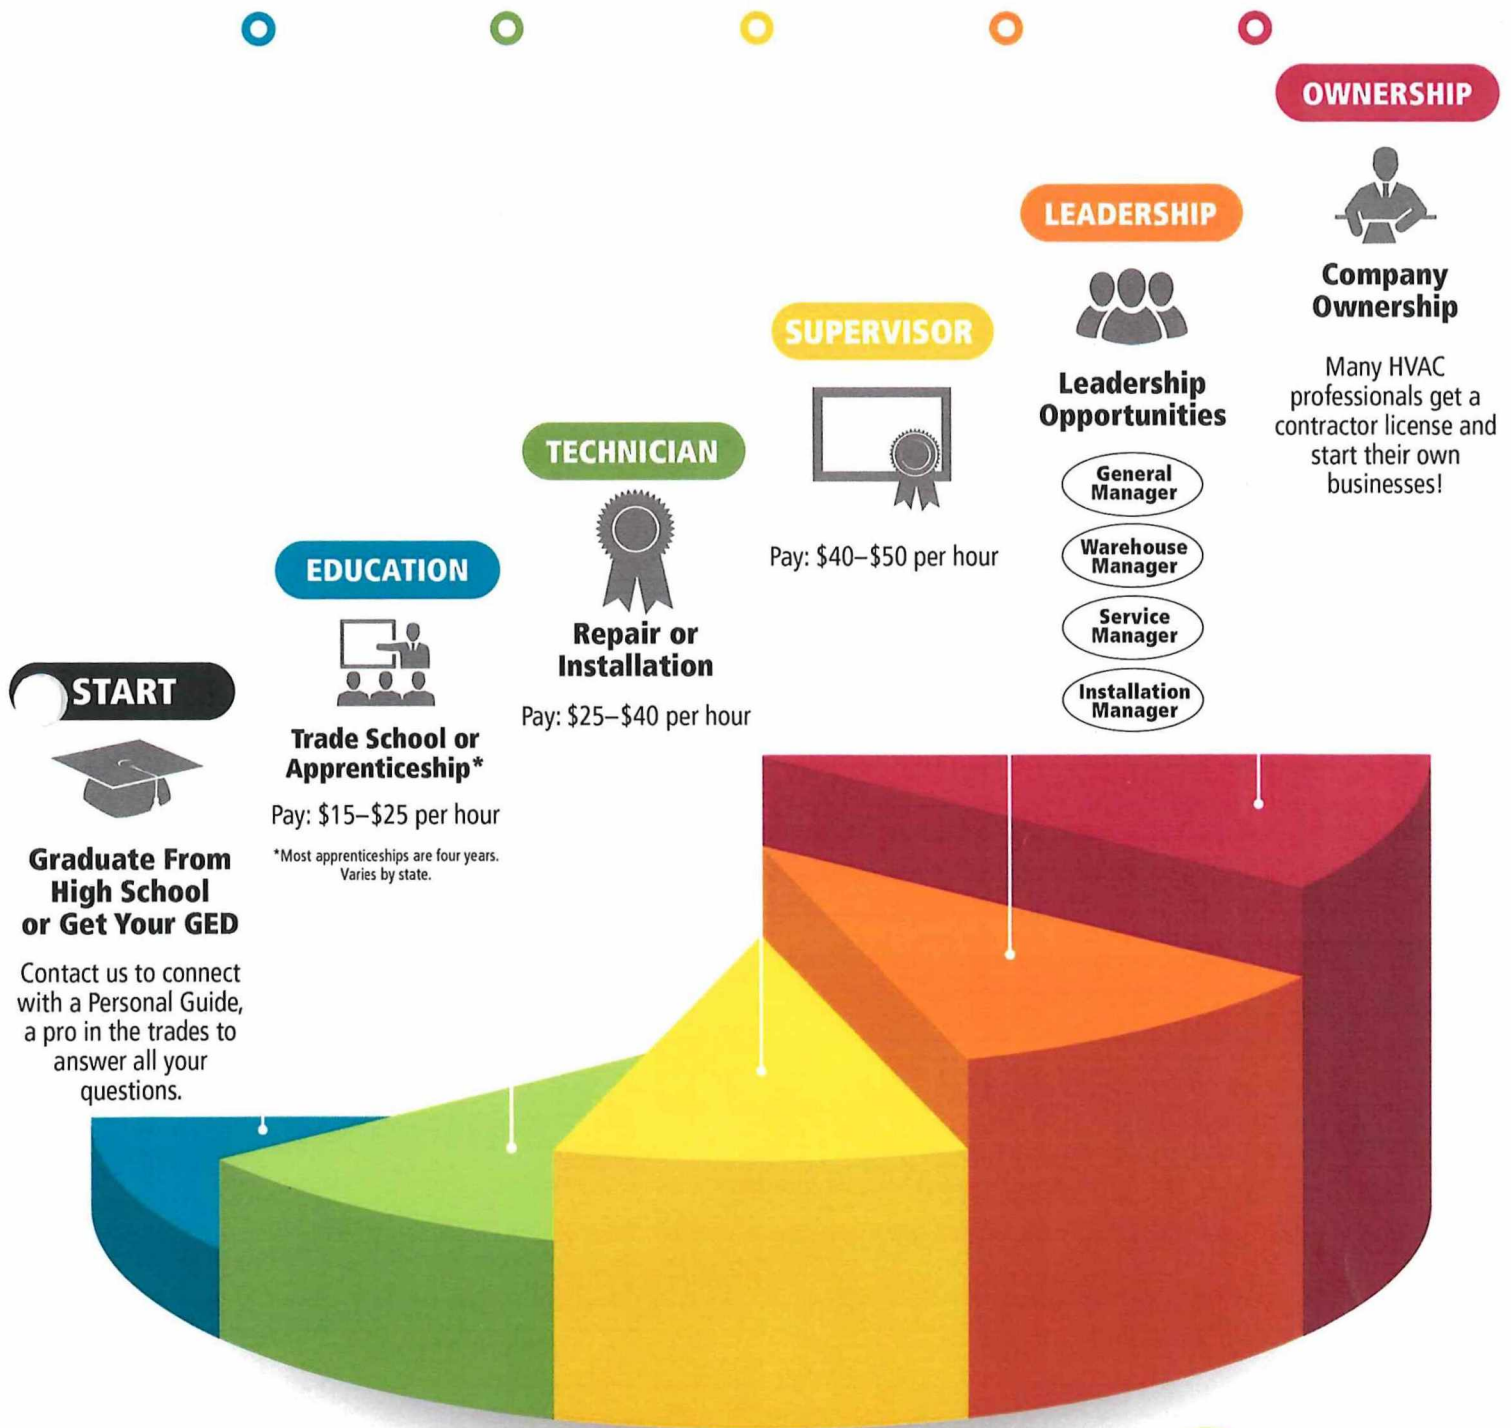 START
Graduate From
High School
or Get Your GED
Contact us to connect
with a Personal Guide,
a pro in the trades to
answer all your
questions.
EDUCATION
Trade School or
Apprenticeship*
Pay: $15–$25 per hour
*Most apprenticeships are four years.
Varies by state.
TECHNICIAN
Repair or
Installation
Pay: $25–$40 per hour
SUPERVISOR
Pay: $40–$50 per hour
LEADERSHIP
Leadership
Opportunities
General
Manager
Warehouse
Manager
Service
Manager
Installation
Manager
OWNERSHIP
Company
Ownership
Many HVAC
professionals get a
contractor license and
start their own
businesses!